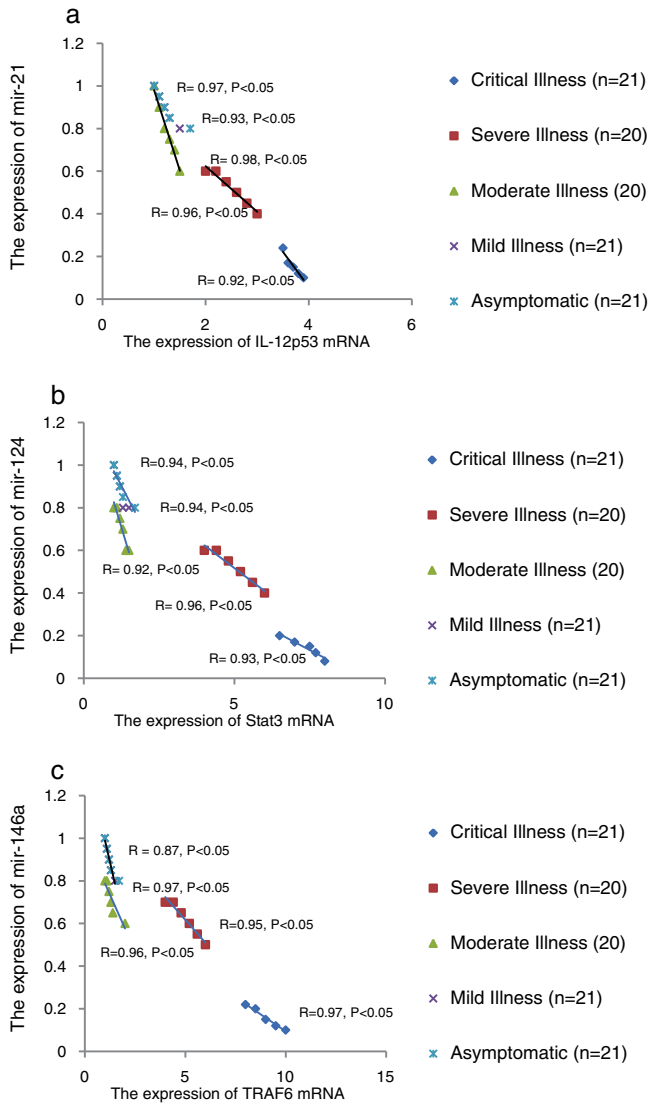 a
The expression of mir-21
1.2
1
0.8
0.6
0.4
0.2
0
0
2
4
6
R= 0.97, P<0.05
R=0.93, P<0.05
R=0.98, P<0.05
R= 0.96, P<0.05
R= 0.92, P<0.05
The expression of IL-12p53 mRNA
Critical Illness (n=21)
Severe Illness (n=20)
Moderate Illness (20)
Mild Illness (n=21)
Asymptomatic (n=21)
b
The expression of mir-124
1.2
1
0.8
0.6
0.4
0.2
0
0
5
10
R=0.94, P<0.05
R=0.94, P<0.05
R= 0.92, P<0.05
R=0.96, P<0.05
R=0.93, P<0.05
The expression of Stat3 mRNA
Critical Illness (n=21)
Severe Illness (n=20)
Moderate Illness (20)
Mild Illness (n=21)
Asymptomatic (n=21)
c
The expression of mir-146a
1.2
1
0.8
0.6
0.4
0.2
0
0
5
10
15
R = 0.87, P<0.05
R= 0.97, P<0.05
R=0.95, P<0.05
R=0.96, P<0.05
R=0.97, P<0.05
The expression of TRAF6 mRNA
Critical Illness (n=21)
Severe Illness (n=20)
Moderate Illness (20)
Mild Illness (n=21)
Asymptomatic (n=21)